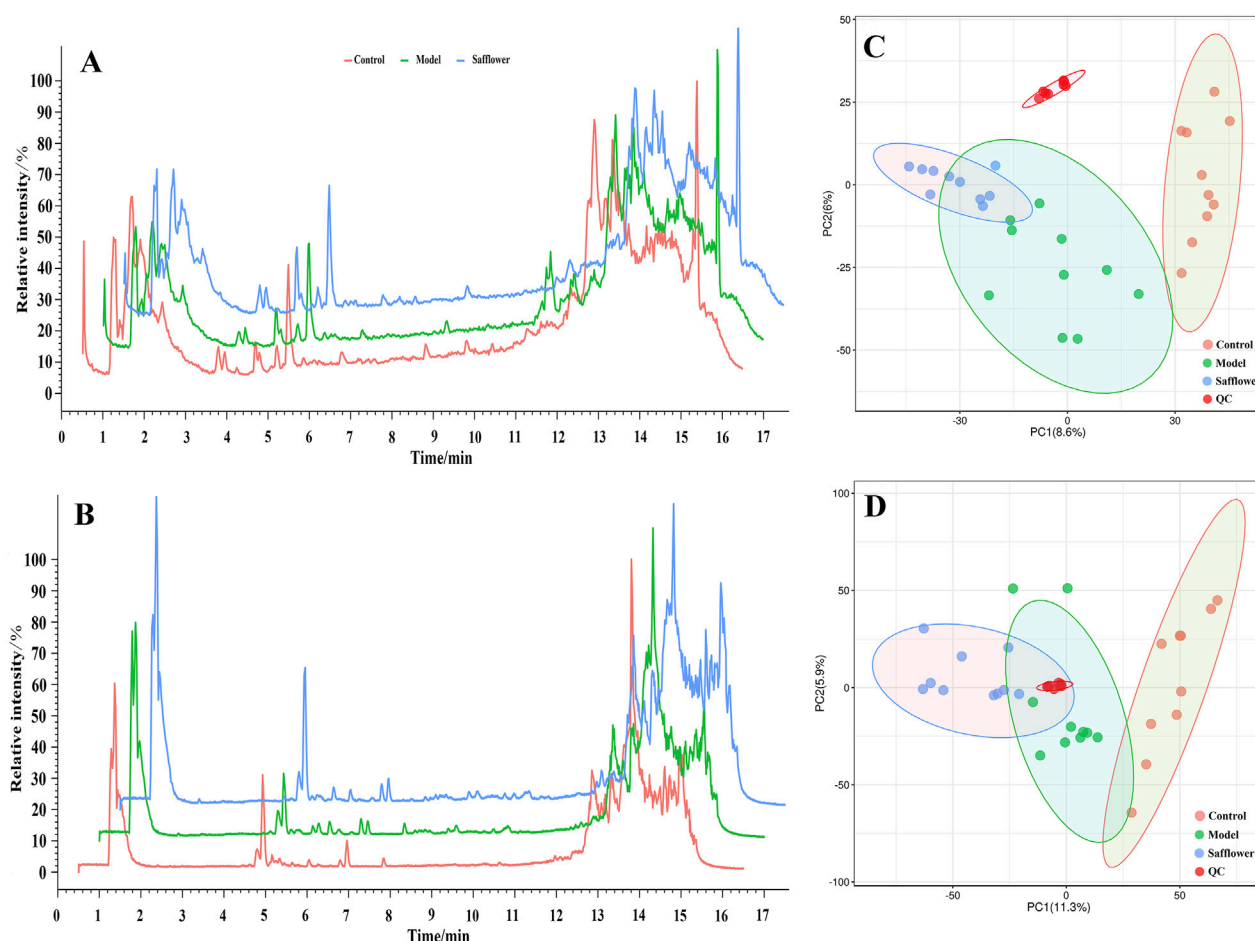 A
Control Model Safflower
Relative intensity/%
100
90
80
70
60
50
40
30
20
10
0
0 1 2 3 4 5 6 7 8 9 10 11 12 13 14 15 16 17
Time/min
B
Relative intensity/%
100
90
80
70
60
50
40
30
20
10
0
0 1 2 3 4 5 6 7 8 9 10 11 12 13 14 15 16 17
Time/min
C
PC2(6%)
50
25
0
-25
-50
-30 0 30
PC1(8.6%)
Control
Model
Safflower
QC
D
PC2(5.9%)
100
50
0
-50
-100
-50 0 50
PC1(11.3%)
Control
Model
Safflower
QC